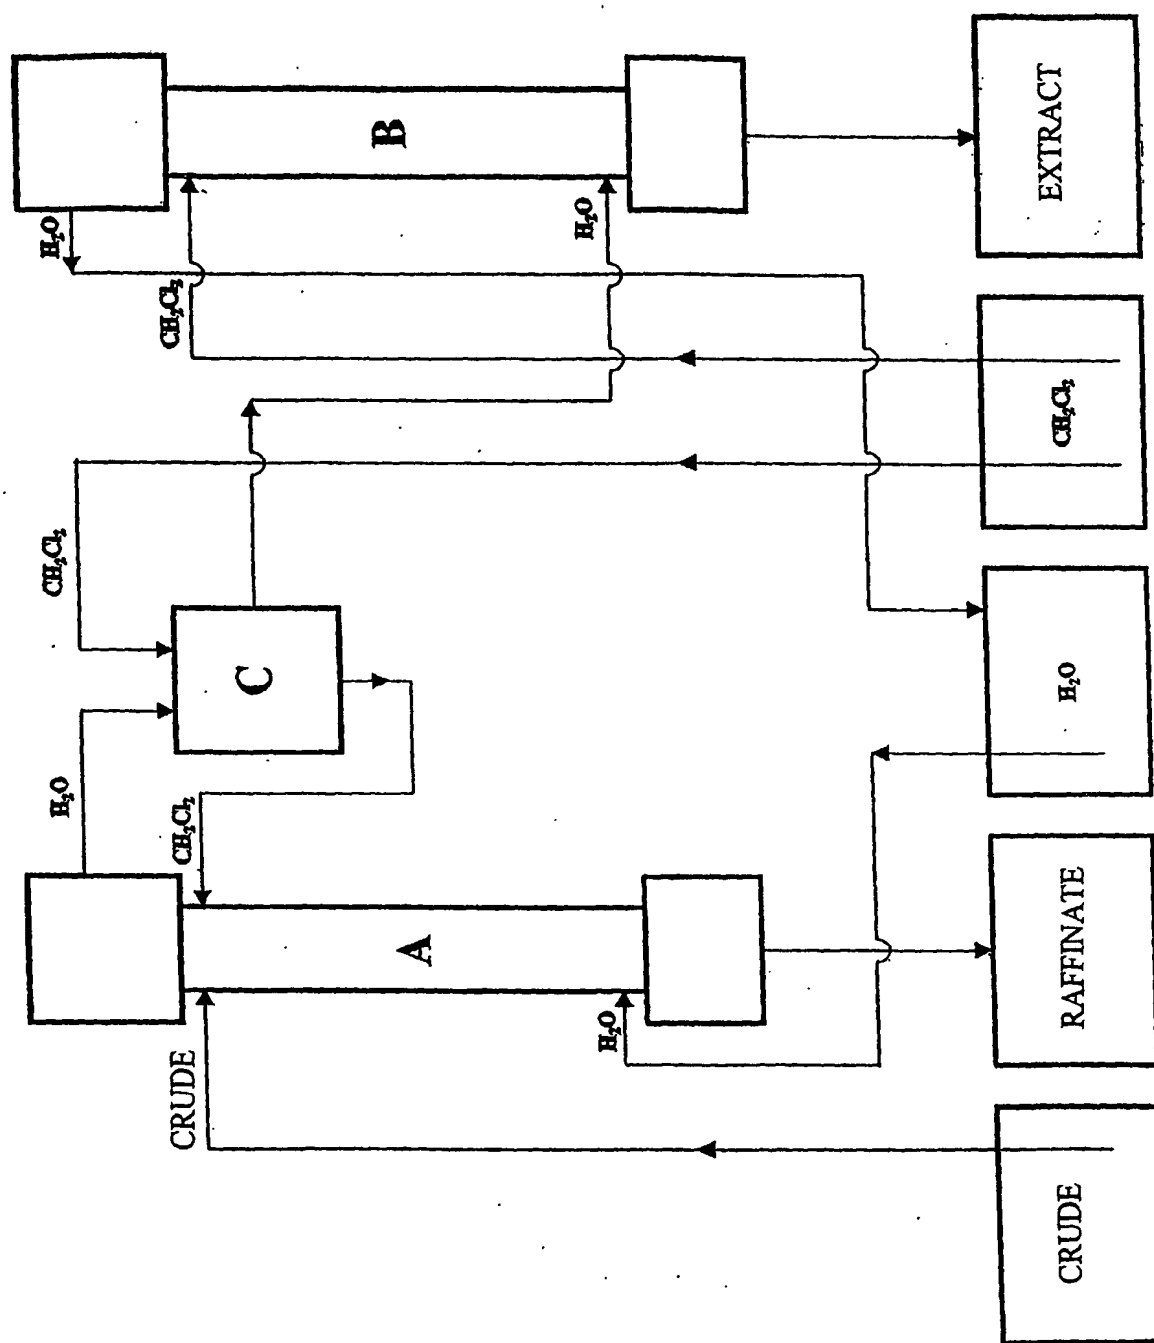 H₂O
B
CH₂Cl₂
H₂O
EXTRACT
CH₂Cl₂
CH₂Cl₂
C
H₂O
H₂O
CH₂Cl₂
A
RAFFINATE
CRUDE
H₂O
CRUDE